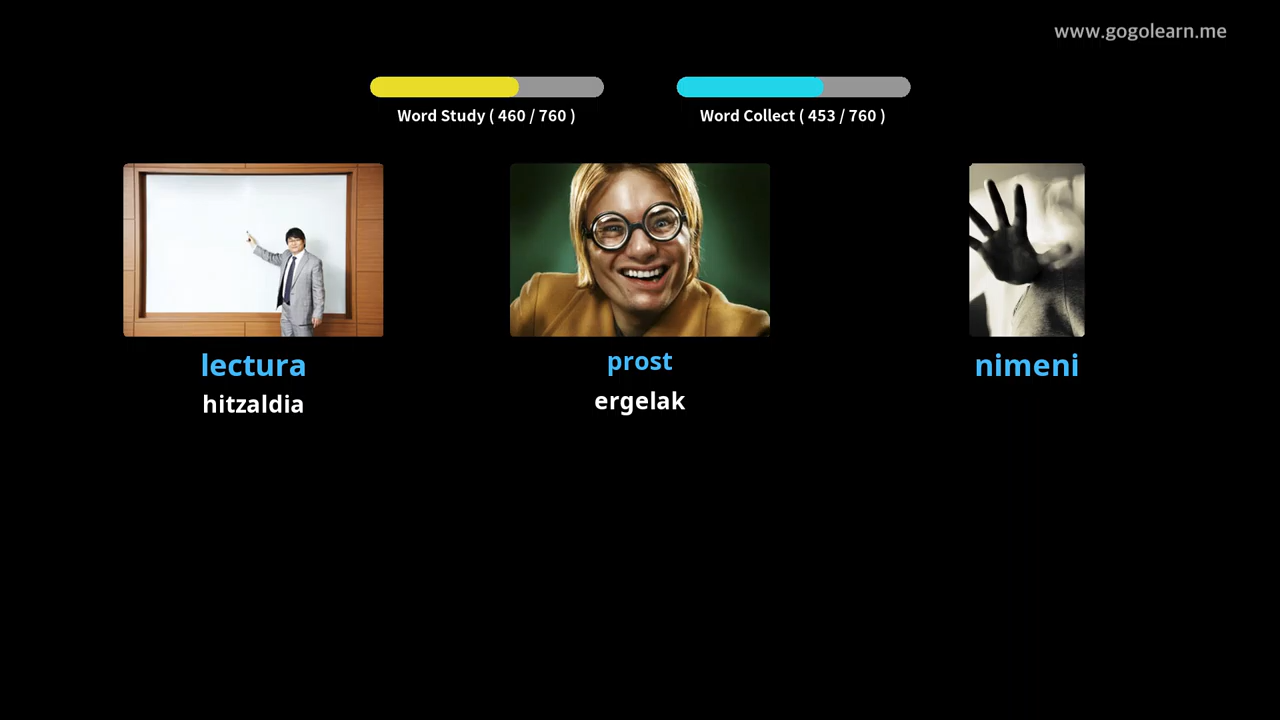 www.gogolearn.me
Word Study ( 460 / 760 )
Word Collect ( 453 / 760 )
lectura
hitzaldia
prost
ergelak
nimeni